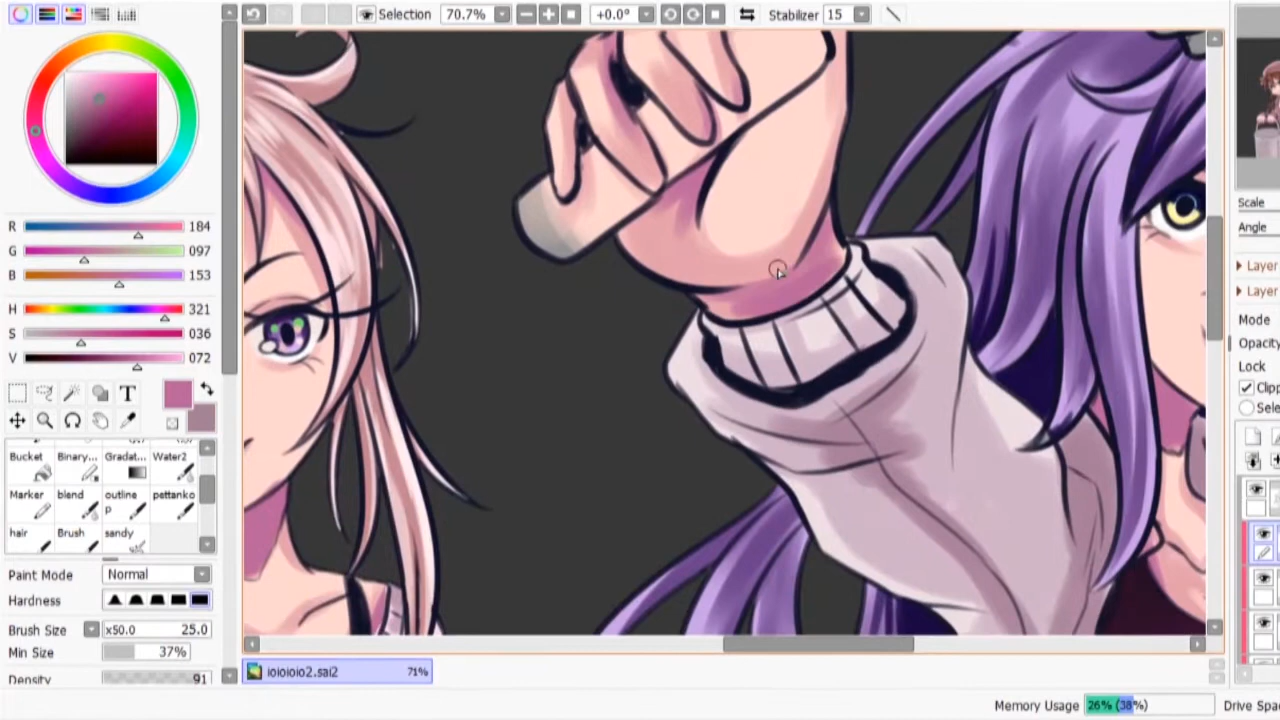 Selection 70.7% +0.0° Stabilizer 15
R 184
G 097
B 153
H 321
S 036
V 072
T
Bucket Binary... Gradat... Water2
Marker blend outline p pettanko
hair Brush sandy
Paint Mode Normal
Hardness
Brush Size x50.0 25.0
Min Size 37%
Density 91
Scale
Angle
Layer
Layer
Mode
Opacity
Lock
Clipp
Sele
ioioioio2.sai2 71%
Memory Usage 26% (38%) Drive Spa